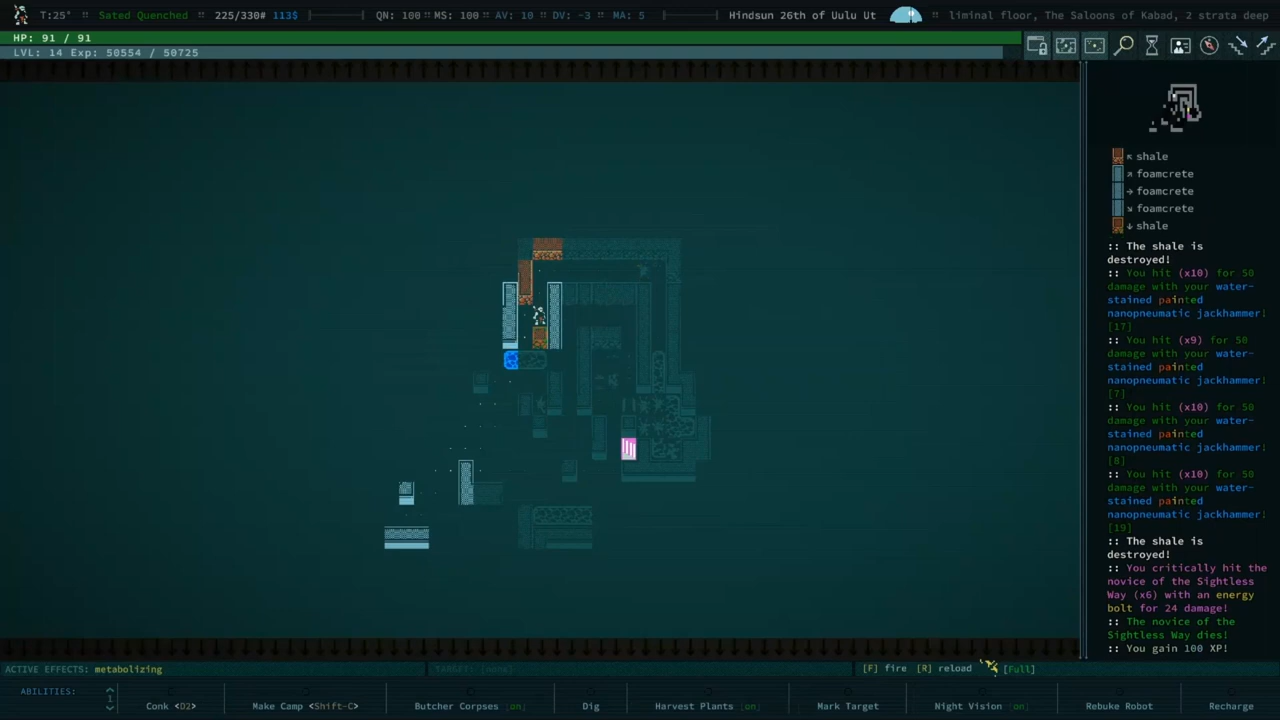 T:25° :: Sated Quenched :: 225/330# 113$ QN: 100 :: MS: 100 :: AV: 10 :: DV: -3 :: MA: 5 Hindsun 26th of Uulu Ut :: liminal floor, The Saloons of Kabad, 2 strata deep
HP: 91 / 91
LVL: 14 Exp: 50554 / 50725
shale
foamcrete
foamcrete
foamcrete
shale
:: The shale is
destroyed!
:: You hit (x10) for 50
damage with your water-
stained painted
nanopneumatic jackhammer!
[17]
:: You hit (x9) for 50
damage with your water-
stained painted
nanopneumatic jackhammer!
[7]
:: You hit (x10) for 50
damage with your water-
stained painted
nanopneumatic jackhammer!
[8]
:: You hit (x10) for 50
damage with your water-
stained painted
nanopneumatic jackhammer!
[19]
:: The shale is
destroyed!
:: You critically hit the
novice of the Sightless
Way (x6) with an energy
bolt for 24 damage!
:: The novice of the
Sightless Way dies!
:: You gain 100 XP!
ACTIVE EFFECTS: metabolizing TARGET: [none] [F] fire [R] reload [Full]
ABILITIES: 1 Conk <02> Make Camp <Shift-C> Butcher Corpses [on] Dig Harvest Plants [on] Mark Target Night Vision [on] Rebuke Robot Recharge